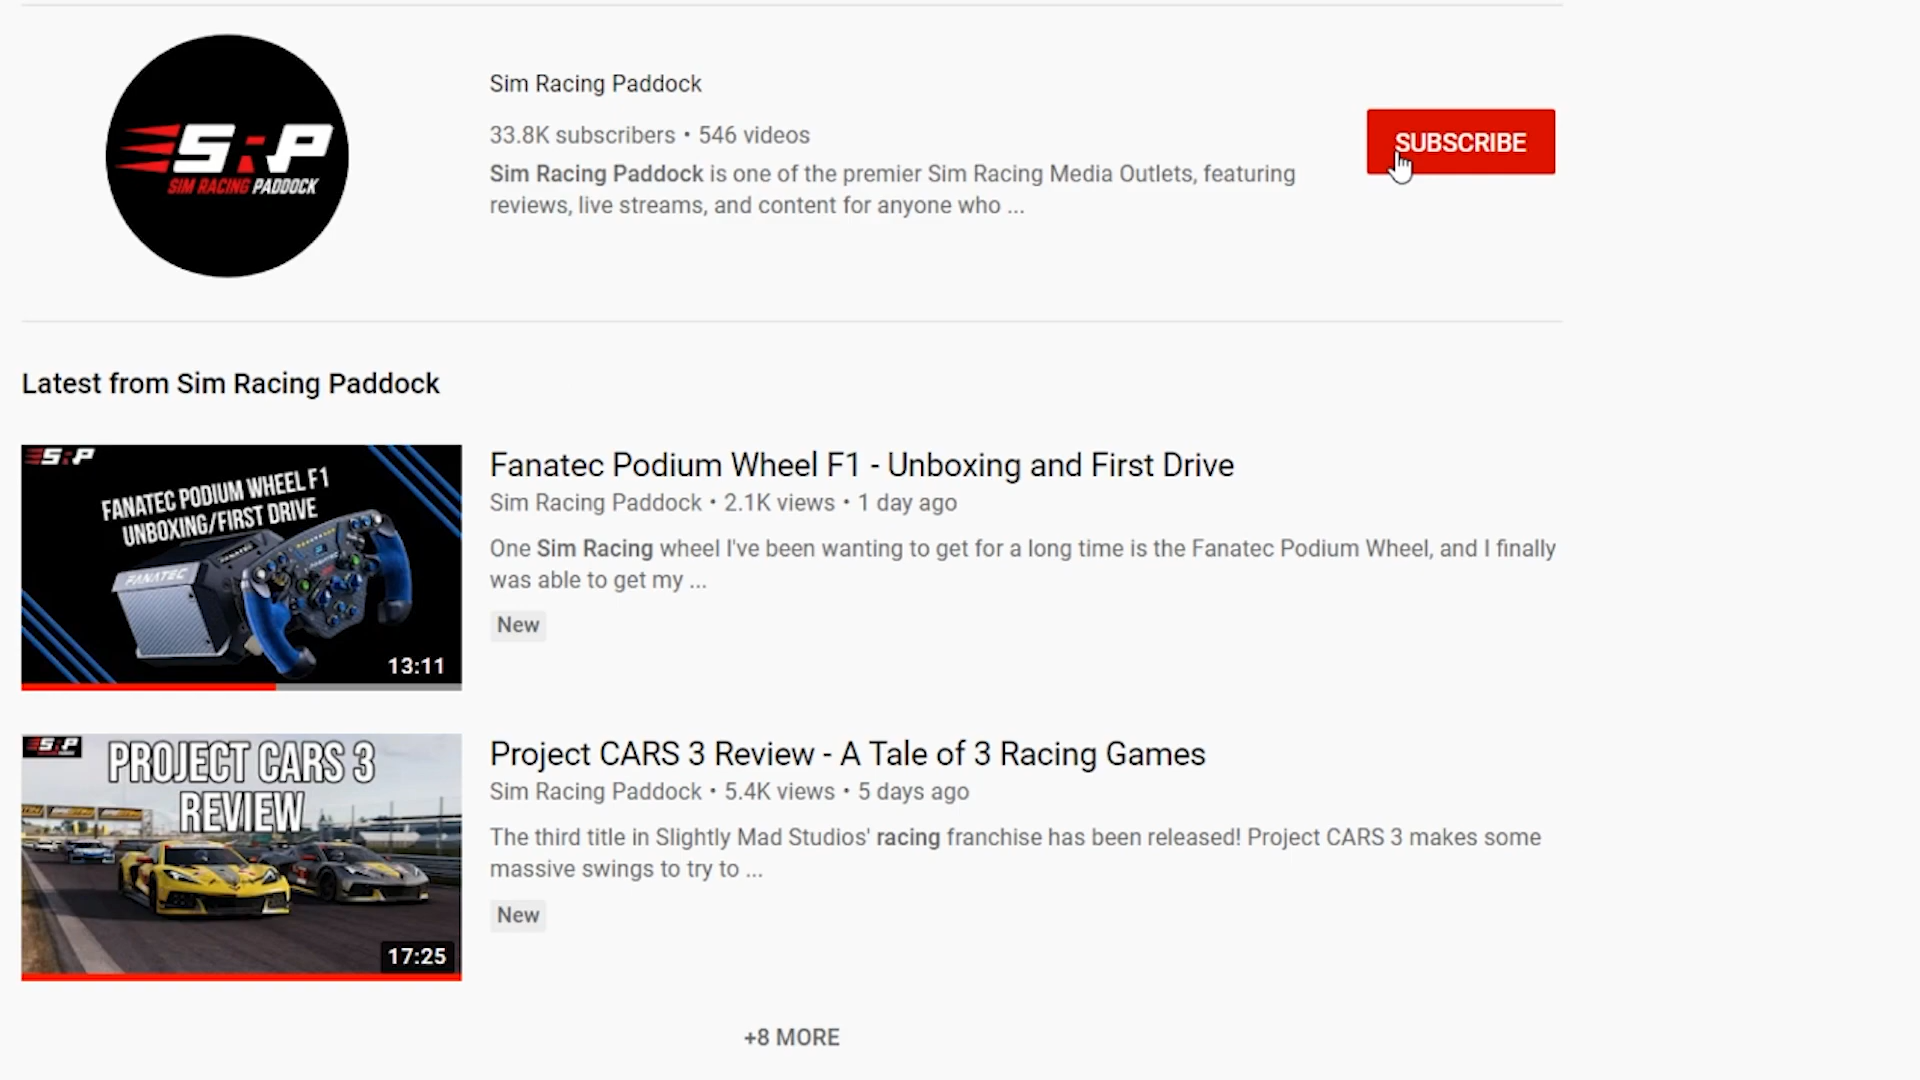 SRP
SIM RACING PADDOCK
Sim Racing Paddock
33.8K subscribers • 546 videos
Sim Racing Paddock is one of the premier Sim Racing Media Outlets, featuring
reviews, live streams, and content for anyone who ...
SUBSCRIBE
Latest from Sim Racing Paddock
SRP
FANATEC PODIUM WHEEL F1
UNBOXING/FIRST DRIVE
FANATEC
13:11
Fanatec Podium Wheel F1 - Unboxing and First Drive
Sim Racing Paddock • 2.1K views • 1 day ago
One Sim Racing wheel I've been wanting to get for a long time is the Fanatec Podium Wheel, and I finally
was able to get my ...
New
SRP
PROJECT CARS 3
REVIEW
17:25
Project CARS 3 Review - A Tale of 3 Racing Games
Sim Racing Paddock • 5.4K views • 5 days ago
The third title in Slightly Mad Studios' racing franchise has been released! Project CARS 3 makes some
massive swings to try to ...
New
+8 MORE